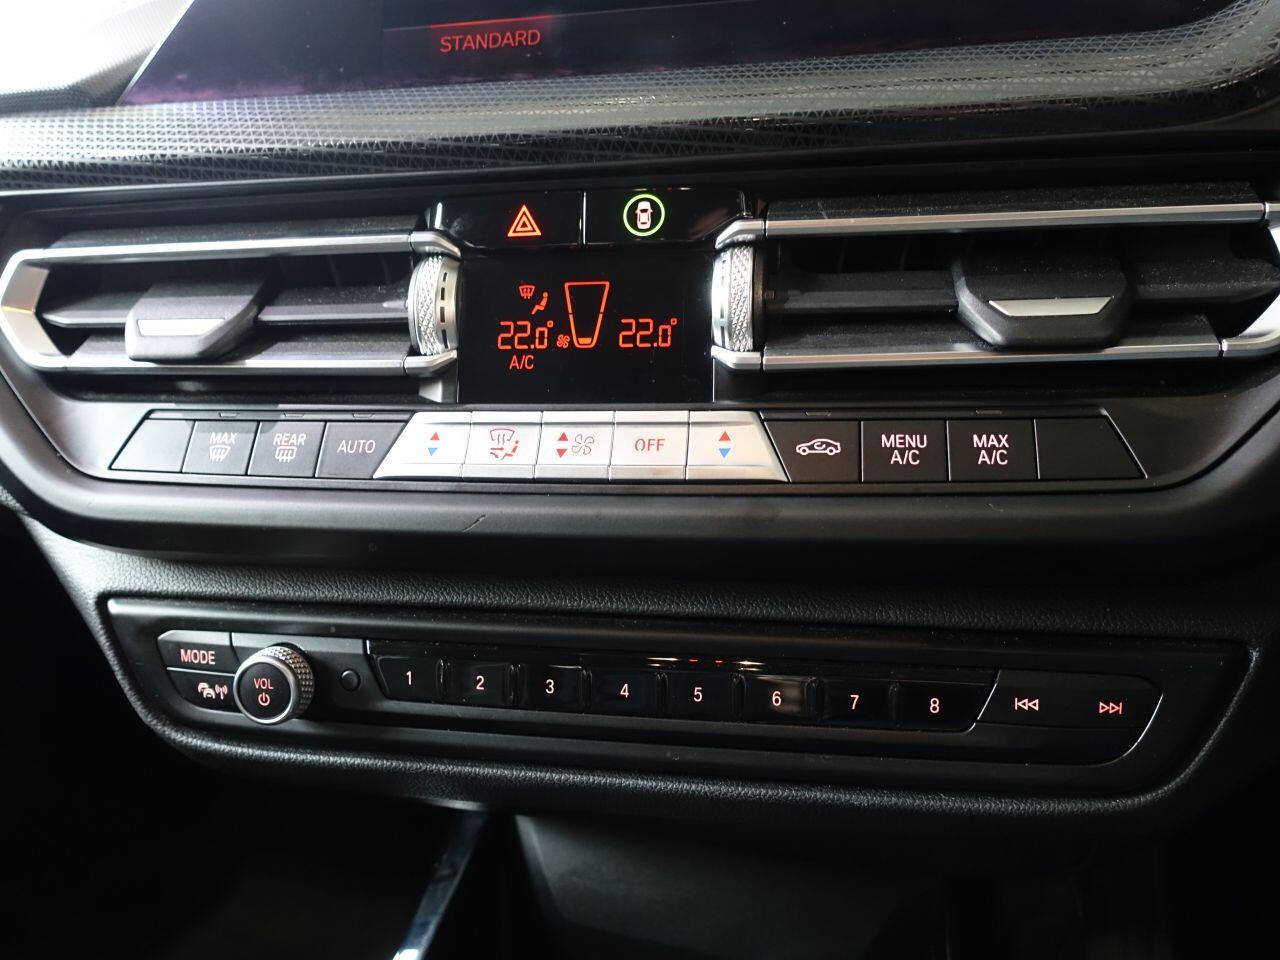 STANDARD
22.0° 22.0°
A/C
MAX
REAR
AUTO
OFF
MENU
A/C
MAX
A/C
MODE
VOL
1 2 3 4 5 6 7 8